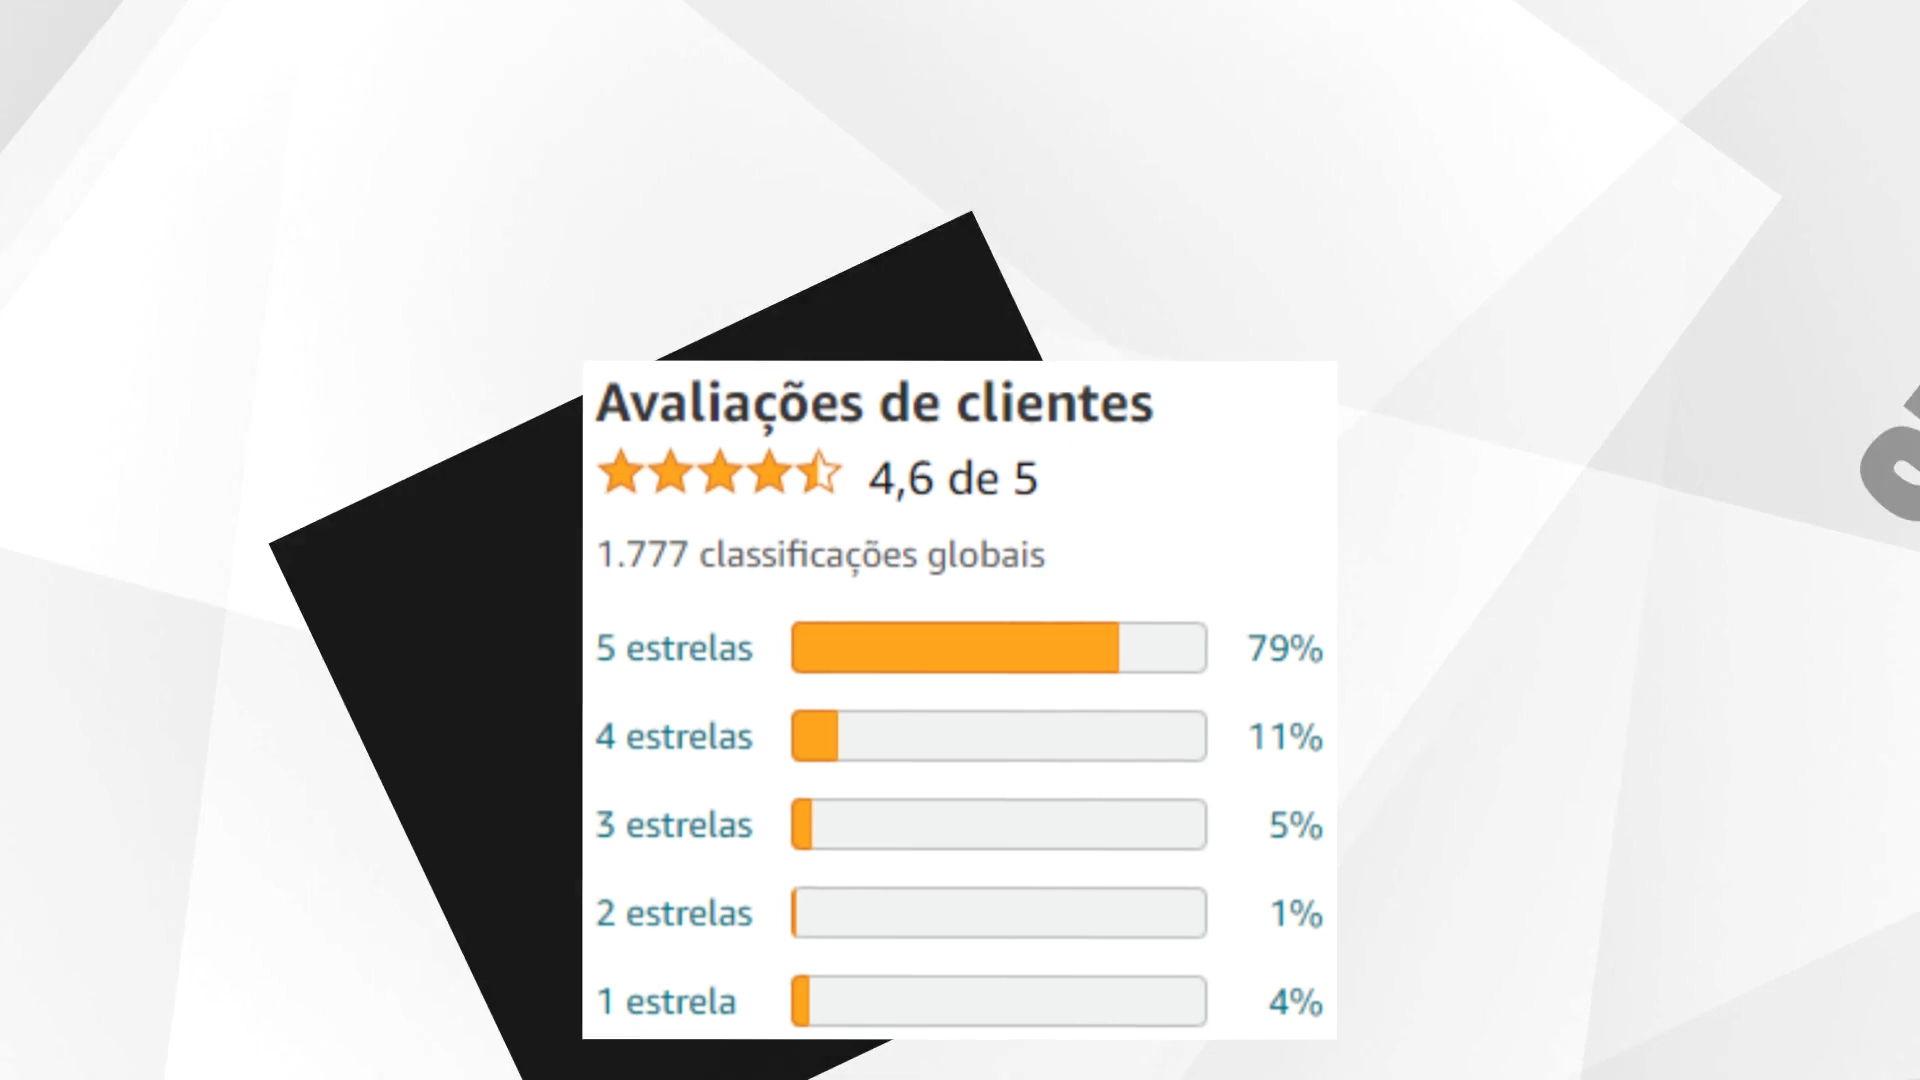 Avaliações de clientes
4,6 de 5
1.777 classificações globais
5 estrelas 79%
4 estrelas 11%
3 estrelas 5%
2 estrelas 1%
1 estrela 4%